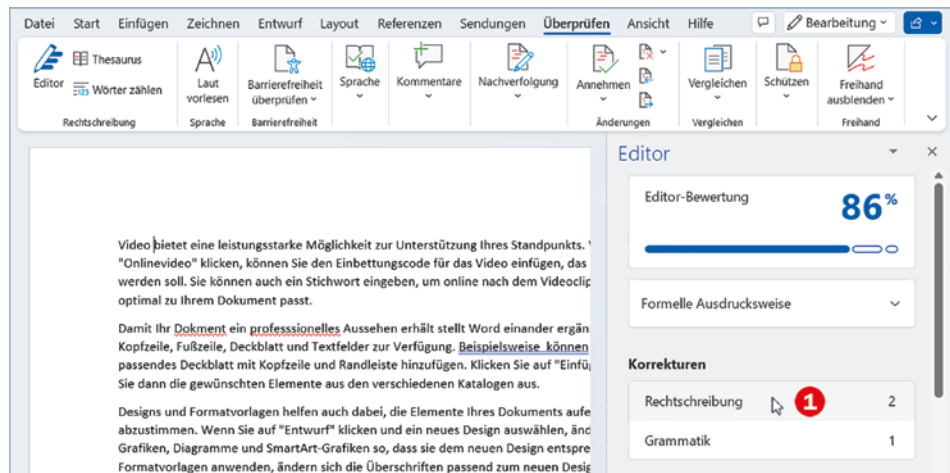 Datei Start Einfügen Zeichnen Entwurf Layout Referenzen Sendungen Überprüfen Ansicht Hilfe Bearbeitung
Editor
Thesaurus
123 Wörter zählen
Rechtschreibung
Laut vorlesen
Sprache
Barrierefreiheit überprüfen
Barrierefreiheit
Sprache
Kommentare
Nachverfolgung
Annehmen
Änderungen
Vergleichen
Vergleichen
Schützen
Freihand ausblenden
Freihand
Video bietet eine leistungsstarke Möglichkeit zur Unterstützung Ihres Standpunkts.
"Onlinevideo" klicken, können Sie den Einbettungscode für das Video einfügen, das
werden soll. Sie können auch ein Stichwort eingeben, um online nach dem Videoclip
optimal zu Ihrem Dokument passt.
Damit Ihr Dokment ein professsionelles Aussehen erhält stellt Word einander ergän
Kopfzeile, Fußzeile, Deckblatt und Textfelder zur Verfügung. Beispielsweise können
passendes Deckblatt mit Kopfzeile und Randleiste hinzufügen. Klicken Sie auf "Einfü
Sie dann die gewünschten Elemente aus den verschiedenen Katalogen aus.
Designs und Formatvorlagen helfen auch dabei, die Elemente Ihres Dokuments aufe
abzustimmen. Wenn Sie auf "Entwurf" klicken und ein neues Design auswählen, änd
Grafiken, Diagramme und SmartArt-Grafiken so, dass sie dem neuen Design entspre
Formatvorlagen anwenden, ändern sich die Überschriften passend zum neuen Desig
Editor
Editor-Bewertung 86%
Formelle Ausdrucksweise
Korrekturen
Rechtschreibung 1 2
Grammatik 1